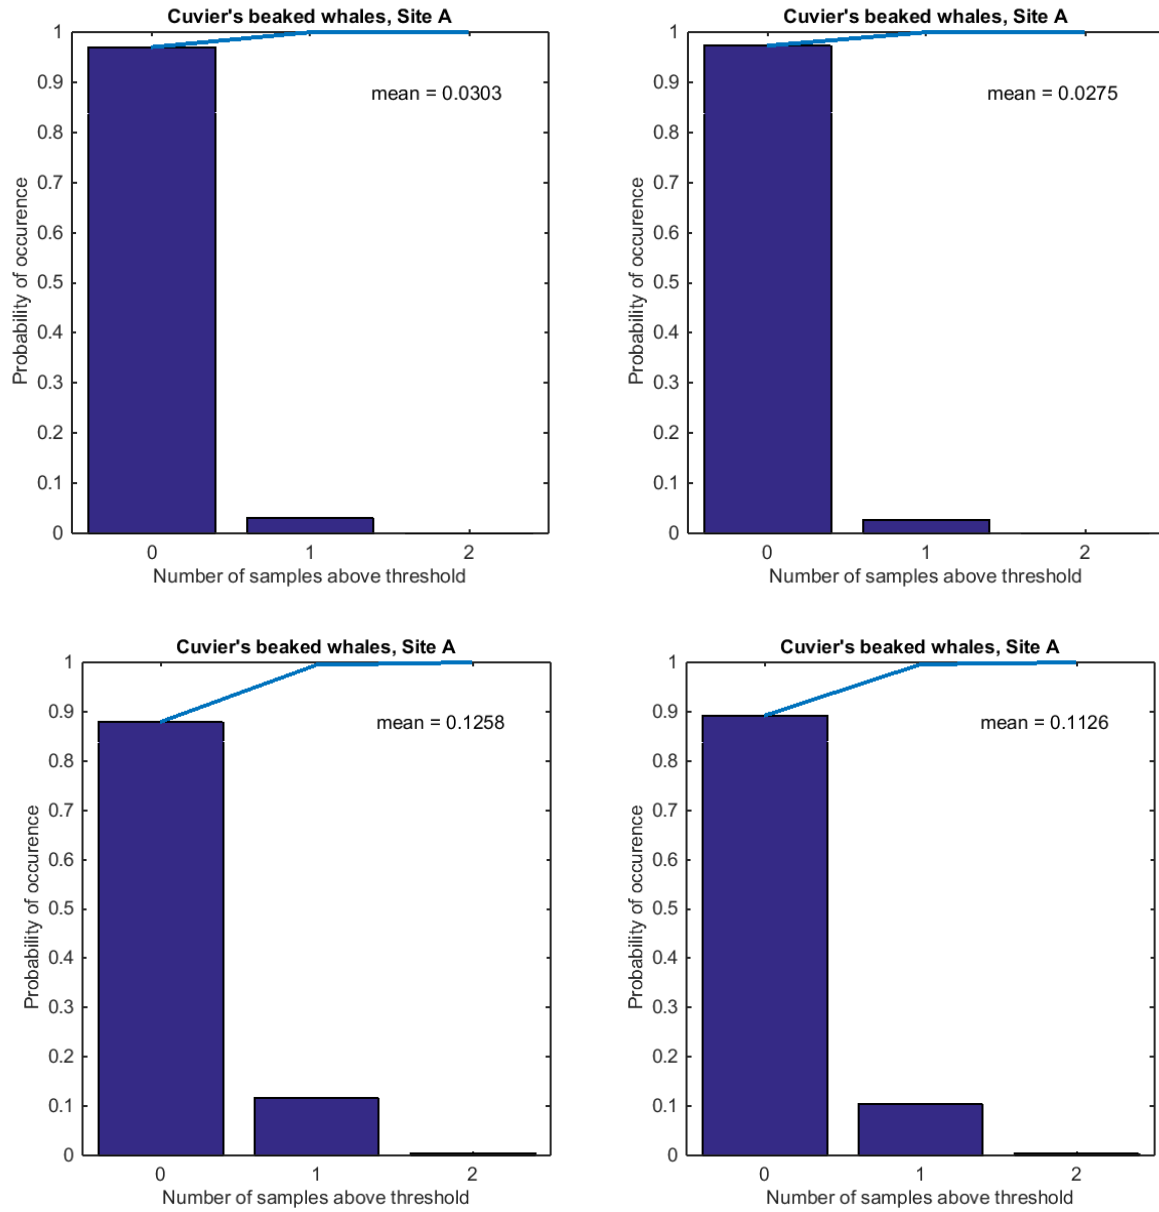 Cuvier's beaked whales, Site A
mean = 0.0303
Probability of occurence
1
0.9
0.8
0.7
0.6
0.5
0.4
0.3
0.2
0.1
0
0 1 2
Number of samples above threshold
Cuvier's beaked whales, Site A
mean = 0.0275
Probability of occurence
1
0.9
0.8
0.7
0.6
0.5
0.4
0.3
0.2
0.1
0
0 1 2
Number of samples above threshold
Cuvier's beaked whales, Site A
mean = 0.1258
Probability of occurence
1
0.9
0.8
0.7
0.6
0.5
0.4
0.3
0.2
0.1
0
0 1 2
Number of samples above threshold
Cuvier's beaked whales, Site A
mean = 0.1126
Probability of occurence
1
0.9
0.8
0.7
0.6
0.5
0.4
0.3
0.2
0.1
0
0 1 2
Number of samples above threshold